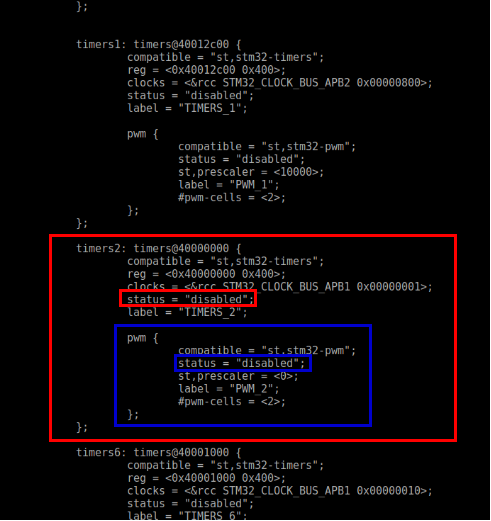 };
timers1: timers@40012c00 {
compatible = "st,stm32-timers";
reg = <0x40012c00 0x400>;
clocks = <&rcc STM32_CLOCK_BUS_APB2 0x00000800>;
status = "disabled";
label = "TIMERS_1";
pwm {
compatible = "st,stm32-pwm";
status = "disabled";
st,prescaler = <10000>;
label = "PWM_1";
#pwm-cells = <2>;
};
};
timers2: timers@40000000 {
compatible = "st,stm32-timers";
reg = <0x40000000 0x400>;
clocks = <&rcc STM32_CLOCK_BUS_APB1 0x00000001>;
status = "disabled";
label = "TIMERS_2";
pwm {
compatible = "st,stm32-pwm";
status = "disabled";
st,prescaler = <0>;
label = "PWM_2";
#pwm-cells = <2>;
};
};
timers6: timers@40001000 {
compatible = "st,stm32-timers";
reg = <0x40001000 0x400>;
clocks = <&rcc STM32_CLOCK_BUS_APB1 0x00000010>;
status = "disabled";
label = "TIMERS_6";